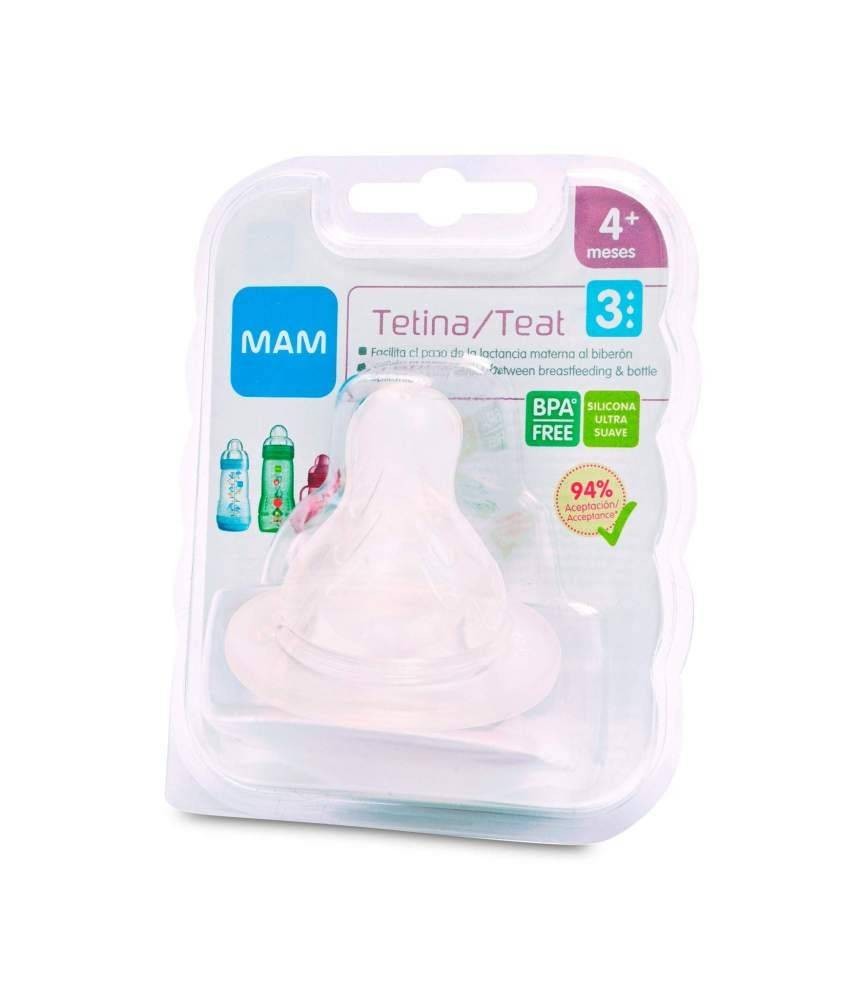 4+
meses
MAM
Tetina/Teat
3
Facilita el paso de la lactancia materna al biberón
between breastfeeding & bottle
BPA°
FREE
SILICONA
ULTRA
SUAVE
94%
Aceptación/
Acceptance*